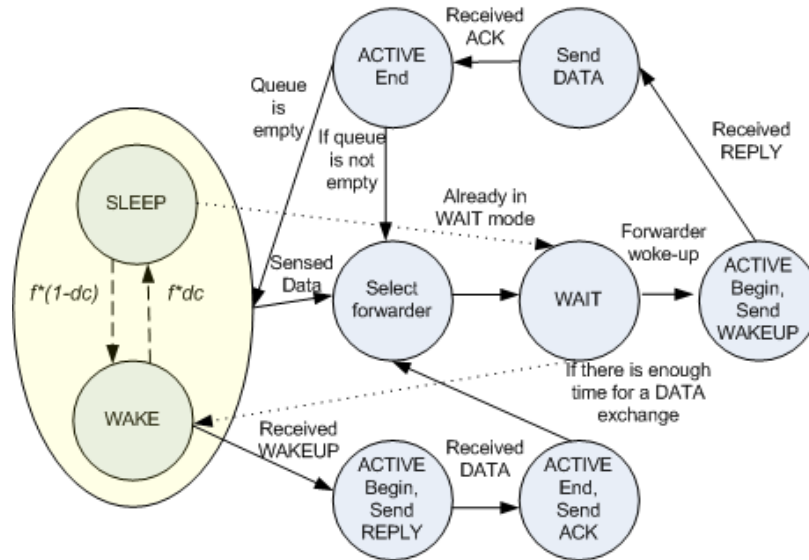 Received
ACK
ACTIVE
End
Send
DATA
Queue
is
empty
If queue
is not
empty
Received
REPLY
SLEEP
Already in
WAIT mode
Forwarder
woke-up
f*(1-dc)
f*dc
Sensed
Data
Select
forwarder
WAIT
ACTIVE
Begin,
Send
WAKEUP
If there is enough
time for a DATA
exchange
WAKE
Received
WAKEUP
Received
DATA
ACTIVE
Begin,
Send
REPLY
ACTIVE
End,
Send
ACK